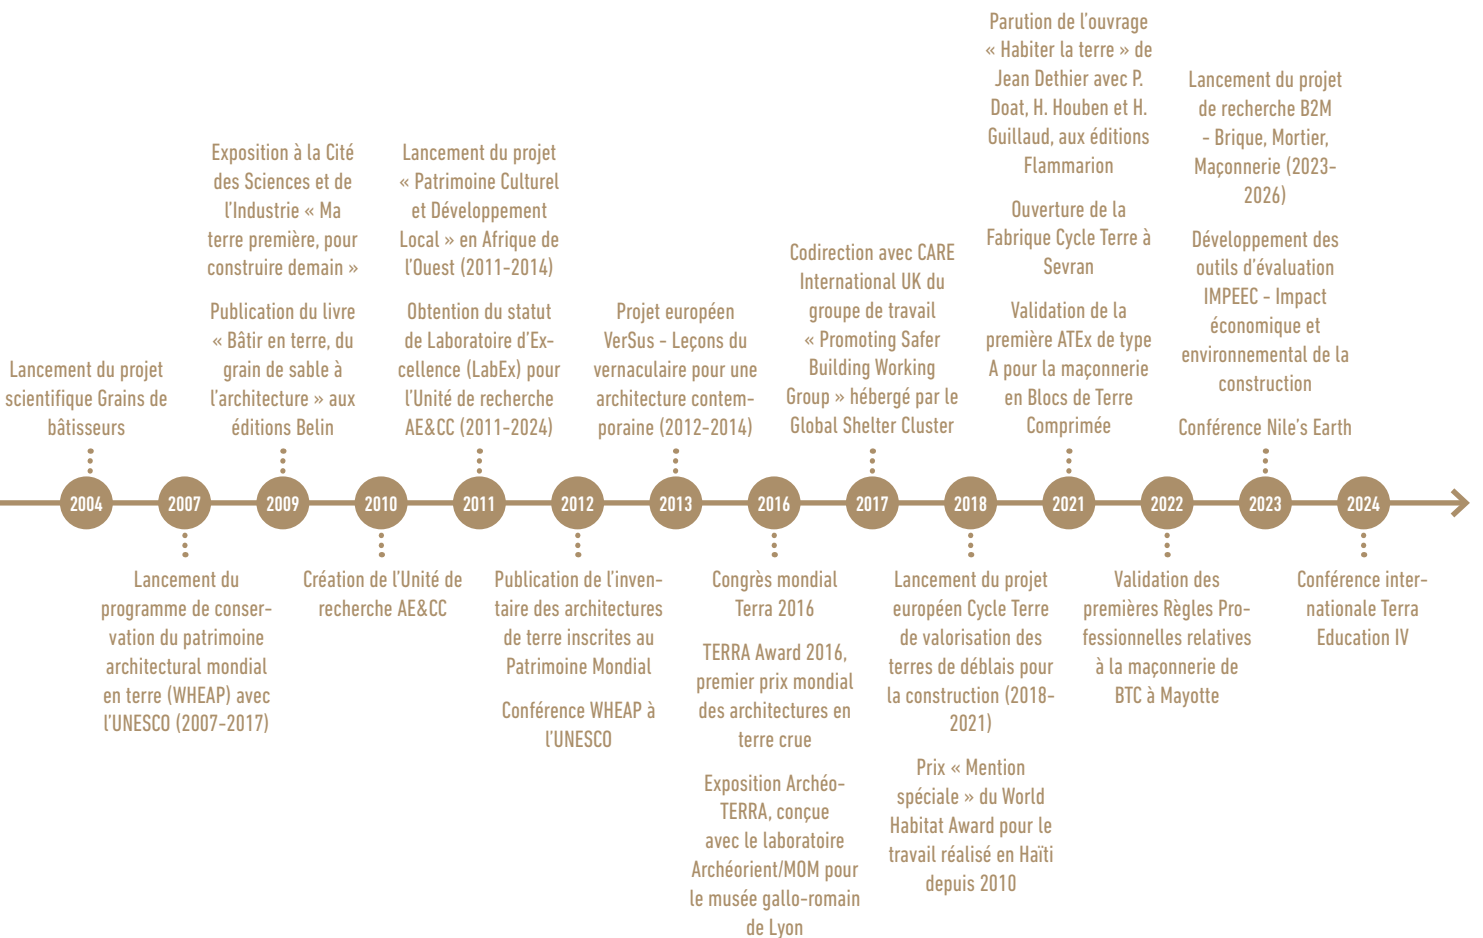 Lancement du projet
scientifique Grains de
bâtisseurs
2004
2007
Lancement du
programme de conser-
vation du patrimoine
architectural mondial
en terre (WHEAP) avec
l'UNESCO (2007-2017)
Exposition à la Cité
des Sciences et de
l'Industrie « Ma
terre première, pour
construire demain »
Publication du livre
« Bâtir en terre, du
grain de sable à
l'architecture » aux
éditions Belin
2009
2010
Création de l'Unité de
recherche AE&CC
Lancement du projet
« Patrimoine Culturel
et Développement
Local » en Afrique de
l'Ouest (2011-2014)
Obtention du statut
de Laboratoire d'Ex-
cellence (LabEx) pour
l'Unité de recherche
AE&CC (2011-2024)
2011
2012
Publication de l'inven-
taire des architectures
de terre inscrites au
Patrimoine Mondial
Conférence WHEAP à
l'UNESCO
Projet européen
VerSus - Leçons du
vernaculaire pour une
architecture contem-
poraine (2012-2014)
2013
2016
Congrès mondial
Terra 2016
TERRA Award 2016,
premier prix mondial
des architectures en
terre crue
Exposition Archéo-
TERRA, conçue
avec le laboratoire
Archéorient/MOM pour
le musée gallo-romain
de Lyon
Codirection avec CARE
International UK du
groupe de travail
« Promoting Safer
Building Working
Group » hébergé par le
Global Shelter Cluster
2017
2018
Lancement du projet
européen Cycle Terre
de valorisation des
terres de déblais pour
la construction (2018-
2021)
Prix « Mention
spéciale » du World
Habitat Award pour le
travail réalisé en Haïti
depuis 2010
Parution de l'ouvrage
« Habiter la terre » de
Jean Dethier avec P.
Doat, H. Houben et H.
Guillaud, aux éditions
Flammarion
Ouverture de la
Fabrique Cycle Terre à
Sevran
Validation de la
première ATEx de type
A pour la maçonnerie
en Blocs de Terre
Comprimée
2021
2022
Validation des
premières Règles Pro-
fessionnelles relatives
à la maçonnerie de
BTC à Mayotte
Lancement du projet
de recherche B2M
- Brique, Mortier,
Maçonnerie (2023-
2026)
Développement des
outils d'évaluation
IMPEEC - Impact
économique et
environnemental de la
construction
Conférence Nile's Earth
2023
2024
Conférence inter-
nationale Terra
Education IV